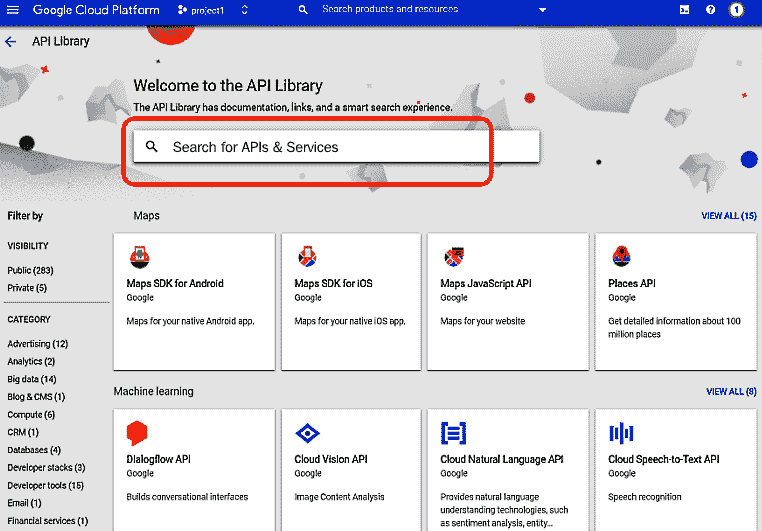 Google Cloud Platform project1 Search products and resources 1
API Library
Welcome to the API Library
The API Library has documentation, links, and a smart search experience.
Search for APIs & Services
Filter by
VISIBILITY
Public (283)
Private (5)
CATEGORY
Advertising (12)
Analytics (2)
Big data (14)
Blog & CMS (1)
Compute (6)
CRM (1)
Databases (4)
Developer stacks (3)
Developer tools (15)
Email (1)
Financial services (1)
Maps VIEW ALL (15)
Maps SDK for Android
Google
Maps for your native Android app.
Maps SDK for iOS
Google
Maps for your native iOS app.
Maps JavaScript API
Google
Maps for your website
Places API
Google
Get detailed information about 100
million places
Machine learning VIEW ALL (8)
Dialogflow API
Google
Builds conversational interfaces
Cloud Vision API
Google
Image Content Analysis
Cloud Natural Language API
Google
Provides natural language
understanding technologies, such
as sentiment analysis, entity...
Cloud Speech-to-Text API
Google
Speech recognition